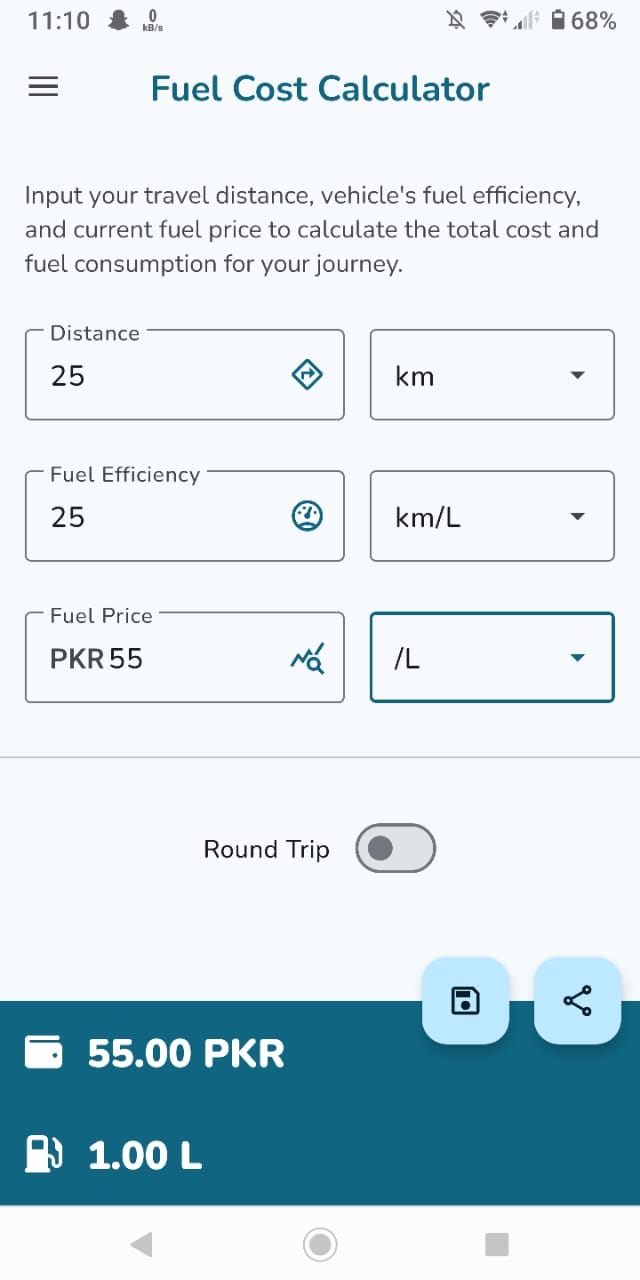 11:10
0
kB/s
68%
Fuel Cost Calculator
Input your travel distance, vehicle's fuel efficiency,
and current fuel price to calculate the total cost and
fuel consumption for your journey.
Distance
25
km
Fuel Efficiency
25
km/L
Fuel Price
PKR 55
/L
Round Trip
55.00 PKR
1.00 L